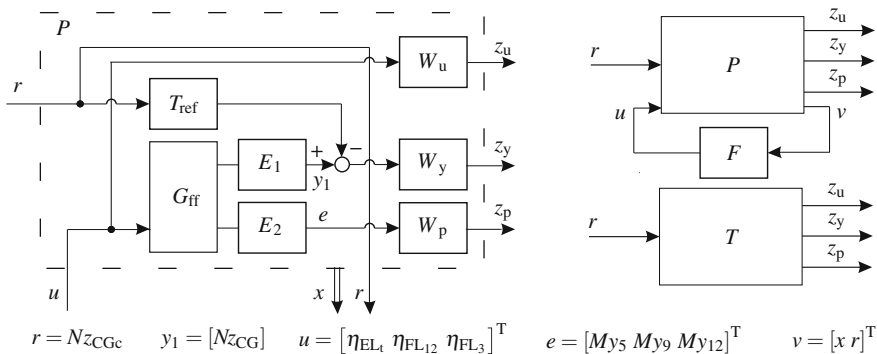 P
r
T_ref
G_ff
E_1
E_2
+
−
y_1
e
W_u
W_y
W_p
z_u
z_y
z_p
u
x
r
r
u
P
F
v
z_u
z_y
z_p
r
T
z_u
z_y
z_p
r = Nz_CGc y_1 = [Nz_CG] u = [η_ELt η_FL12 η_FL3]^T e = [My_5 My_9 My_12]^T v = [x r]^T